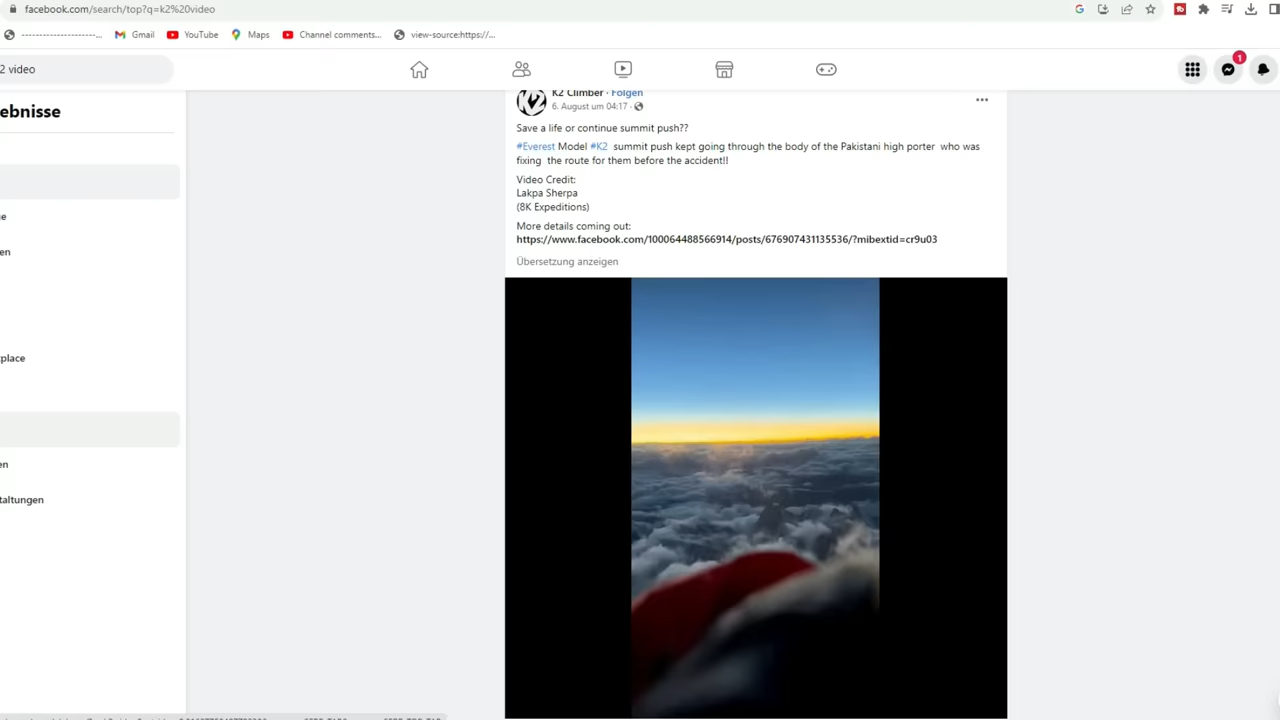 facebook.com/search/top?q=k2%20video
Gmail YouTube Maps Channel comments... view-source:https://...
2 video
1
ebnisse
K2 Climber · Folgen
6. August um 04:17 ·
Save a life or continue summit push??
#Everest Model #K2 summit push kept going through the body of the Pakistani high porter who was
fixing the route for them before the accident!!
Video Credit:
Lakpa Sherpa
(8K Expeditions)
More details coming out:
https://www.facebook.com/100064488566914/posts/676907431135536/?mibextid=cr9u03
Übersetzung anzeigen
e
en
tplace
en
taltungen